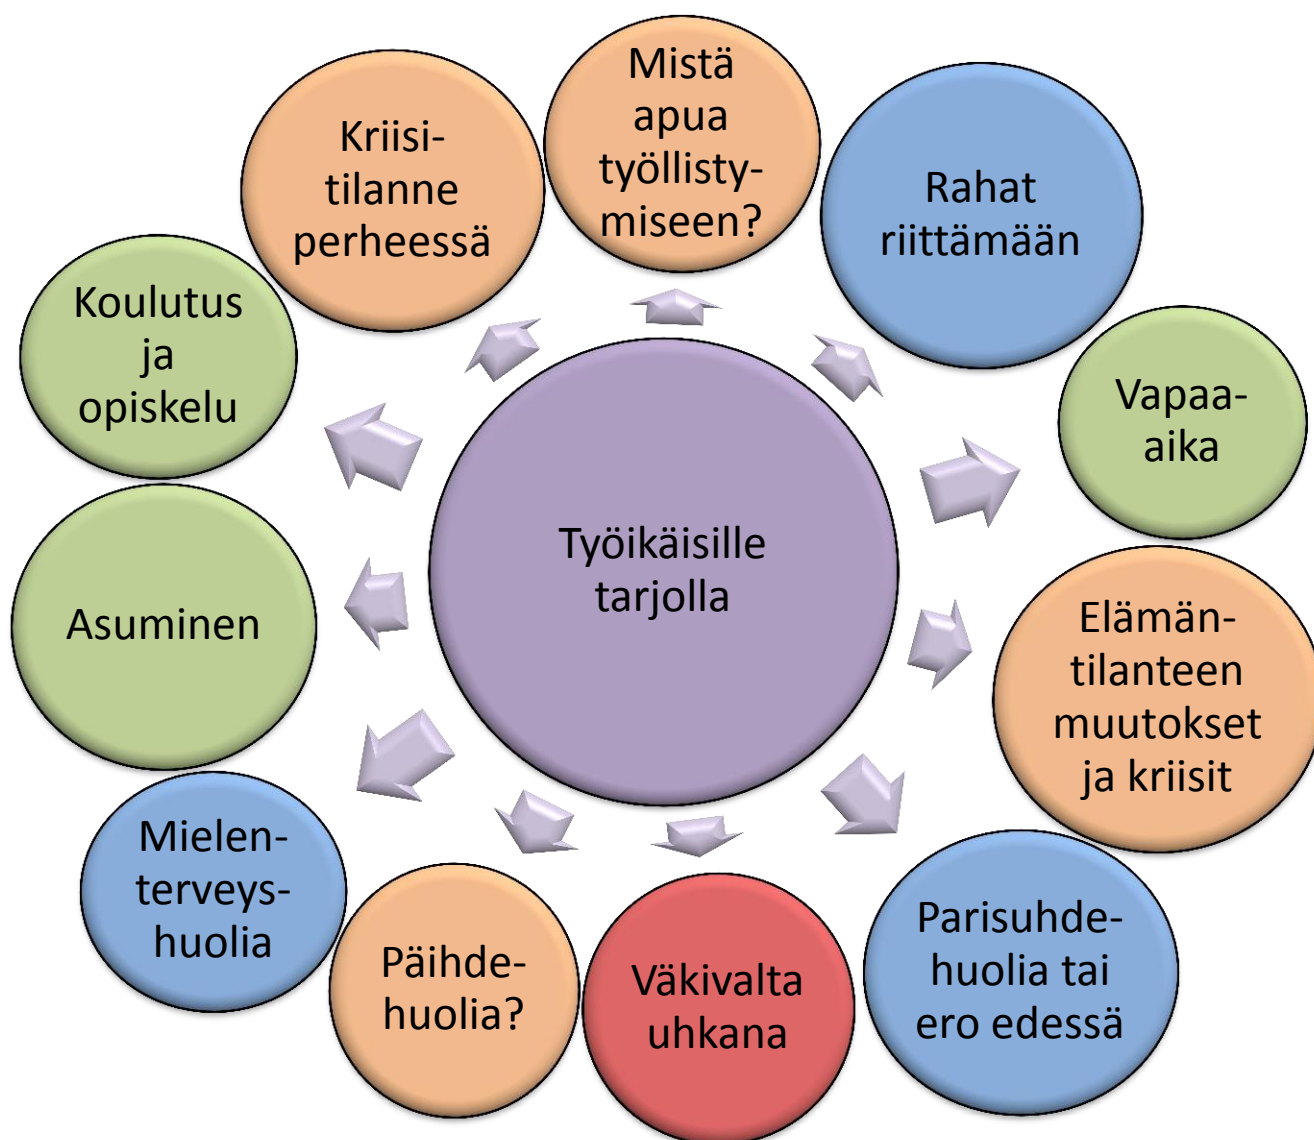 Mistä
apua
työllisty-
miseen?
Rahat
riittämään
Vapaa-
aika
Elämän-
tilanteen
muutokset
ja kriisit
Parisuhde-
huolia tai
ero edessä
Väkivalta
uhkana
Päihde-
huolia?
Mielen-
terveys-
huolia
Asuminen
Koulutus
ja
opiskelu
Kriisi-
tilanne
perheessä
Työikäisille
tarjolla